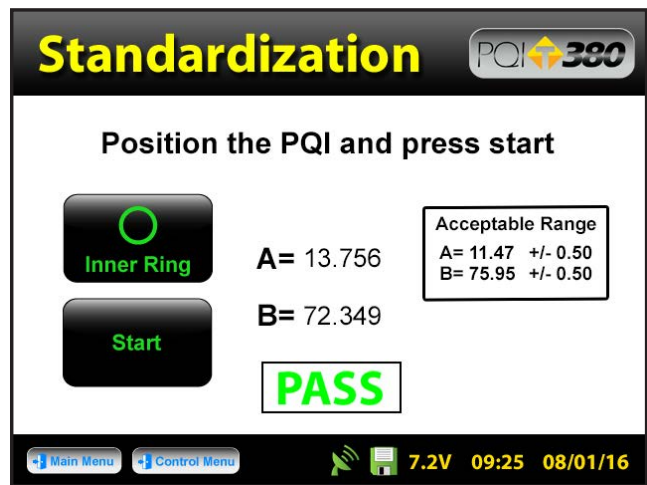 Standardization
PQI T 380
Position the PQI and press start
Inner Ring
Start
A= 13.756
B= 72.349
PASS
Acceptable Range
A= 11.47 +/- 0.50
B= 75.95 +/- 0.50
Main Menu
Control Menu
7.2V 09:25 08/01/16